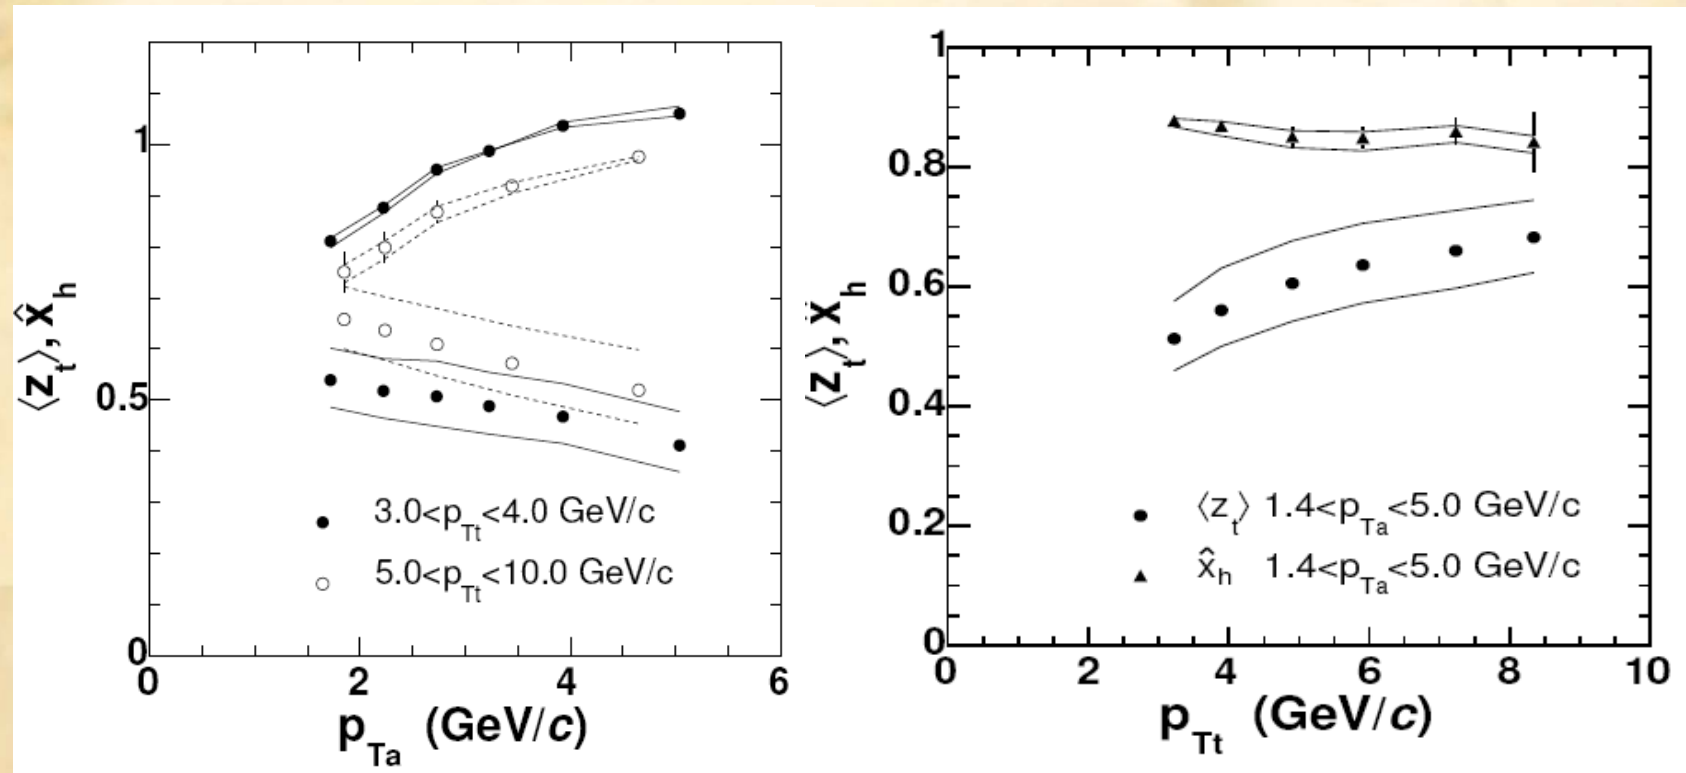 1
0.5
0
0 2 4 6
⟨z_t⟩, x̂_h
p_Ta (GeV/c)
3.0<p_Tt<4.0 GeV/c
5.0<p_Tt<10.0 GeV/c
1
0.8
0.6
0.4
0.2
0
0 2 4 6 8 10
⟨z_t⟩, x̂_h
p_Tt (GeV/c)
⟨z_t⟩ 1.4<p_Ta<5.0 GeV/c
x̂_h 1.4<p_Ta<5.0 GeV/c